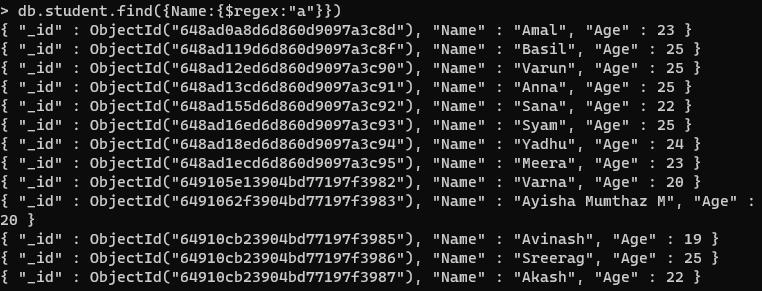 > db.student.find({Name:{$regex:"a"}})
{ "_id" : ObjectId("648ad0a8d6d860d9097a3c8d"), "Name" : "Amal", "Age" : 23 }
{ "_id" : ObjectId("648ad119d6d860d9097a3c8f"), "Name" : "Basil", "Age" : 25 }
{ "_id" : ObjectId("648ad12ed6d860d9097a3c90"), "Name" : "Varun", "Age" : 25 }
{ "_id" : ObjectId("648ad13cd6d860d9097a3c91"), "Name" : "Anna", "Age" : 25 }
{ "_id" : ObjectId("648ad155d6d860d9097a3c92"), "Name" : "Sana", "Age" : 22 }
{ "_id" : ObjectId("648ad16ed6d860d9097a3c93"), "Name" : "Syam", "Age" : 25 }
{ "_id" : ObjectId("648ad18ed6d860d9097a3c94"), "Name" : "Yadhu", "Age" : 24 }
{ "_id" : ObjectId("648ad1ecd6d860d9097a3c95"), "Name" : "Meera", "Age" : 23 }
{ "_id" : ObjectId("649105e13904bd77197f3982"), "Name" : "Varna", "Age" : 20 }
{ "_id" : ObjectId("6491062f3904bd77197f3983"), "Name" : "Ayisha Mumthaz M", "Age" :
20 }
{ "_id" : ObjectId("64910cb23904bd77197f3985"), "Name" : "Avinash", "Age" : 19 }
{ "_id" : ObjectId("64910cb23904bd77197f3986"), "Name" : "Sreerag", "Age" : 25 }
{ "_id" : ObjectId("64910cb23904bd77197f3987"), "Name" : "Akash", "Age" : 22 }